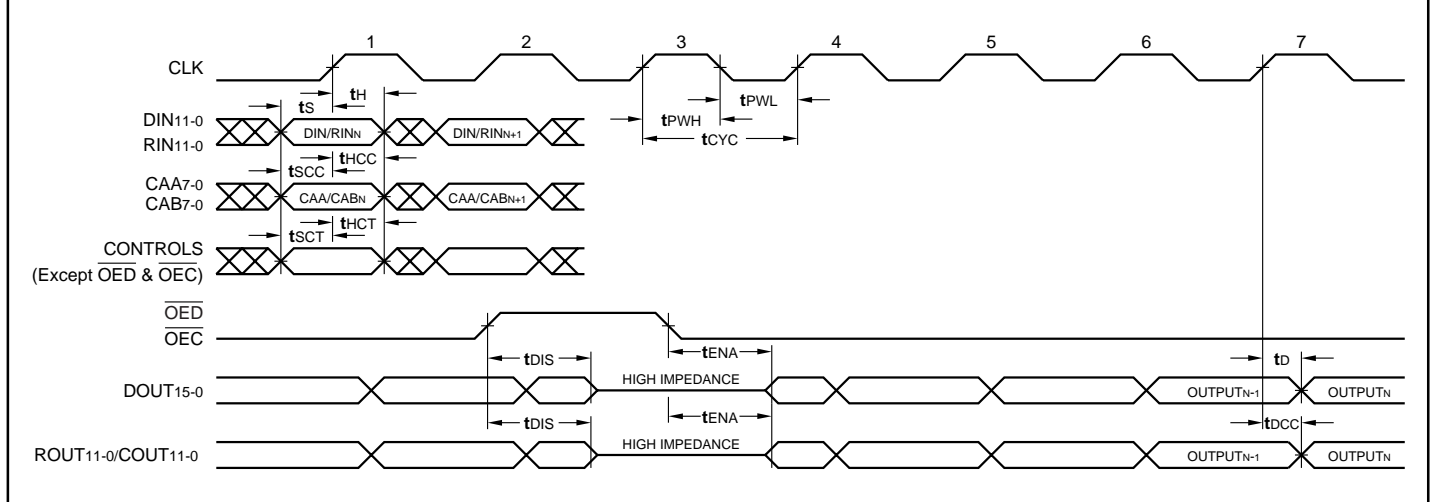 1 2 3 4 5 6 7
CLK
tS tH
tPWL
tPWH
tCYC
DIN11-0
RIN11-0
DIN/RINN DIN/RINN+1
tSCC tHCC
CAA7-0
CAB7-0
CAA/CABN CAA/CABN+1
tSCT tHCT
CONTROLS
(Except OED & OEC)
OED
OEC
tDIS tENA tD
DOUT15-0
HIGH IMPEDANCE OUTPUTN-1 OUTPUTN
tDIS tENA tDCC
ROUT11-0/COUT11-0
HIGH IMPEDANCE OUTPUTN-1 OUTPUTN